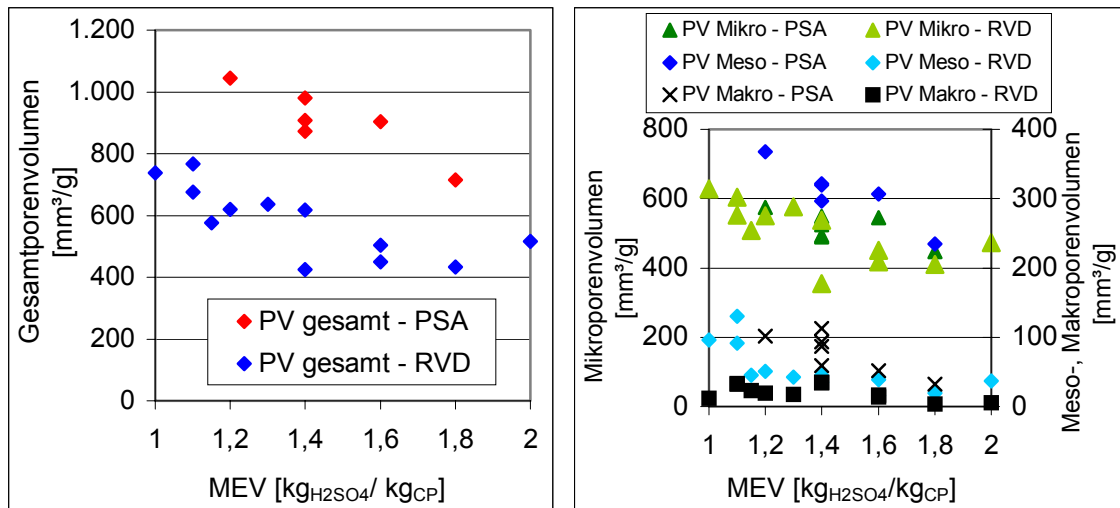 1.200
1.000
800
600
400
200
0
Gesamtporenvolumen
[mm³/g]
PV gesamt - PSA
PV gesamt - RVD
1 1,2 1,4 1,6 1,8 2
MEV [kgH2SO4/ kgCP]
PV Mikro - PSA PV Mikro - RVD
PV Meso - PSA PV Meso - RVD
PV Makro - PSA PV Makro - RVD
800
600
400
200
0
Mikroporenvolumen
[mm³/g]
400
300
200
100
0
Meso-, Makroporenvolumen
[mm³/g]
1 1,2 1,4 1,6 1,8 2
MEV [kgH2SO4/kgCP]